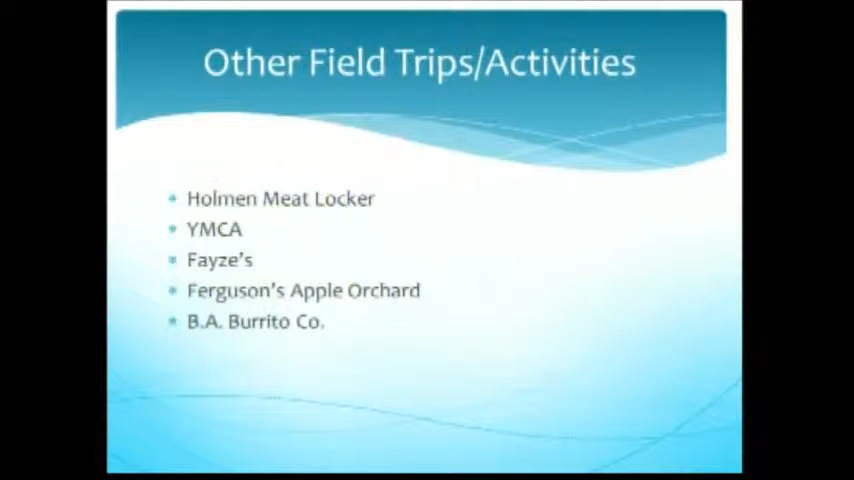 Other Field Trips/Activities
Holmen Meat Locker
YMCA
Fayze's
Ferguson's Apple Orchard
B.A. Burrito Co.